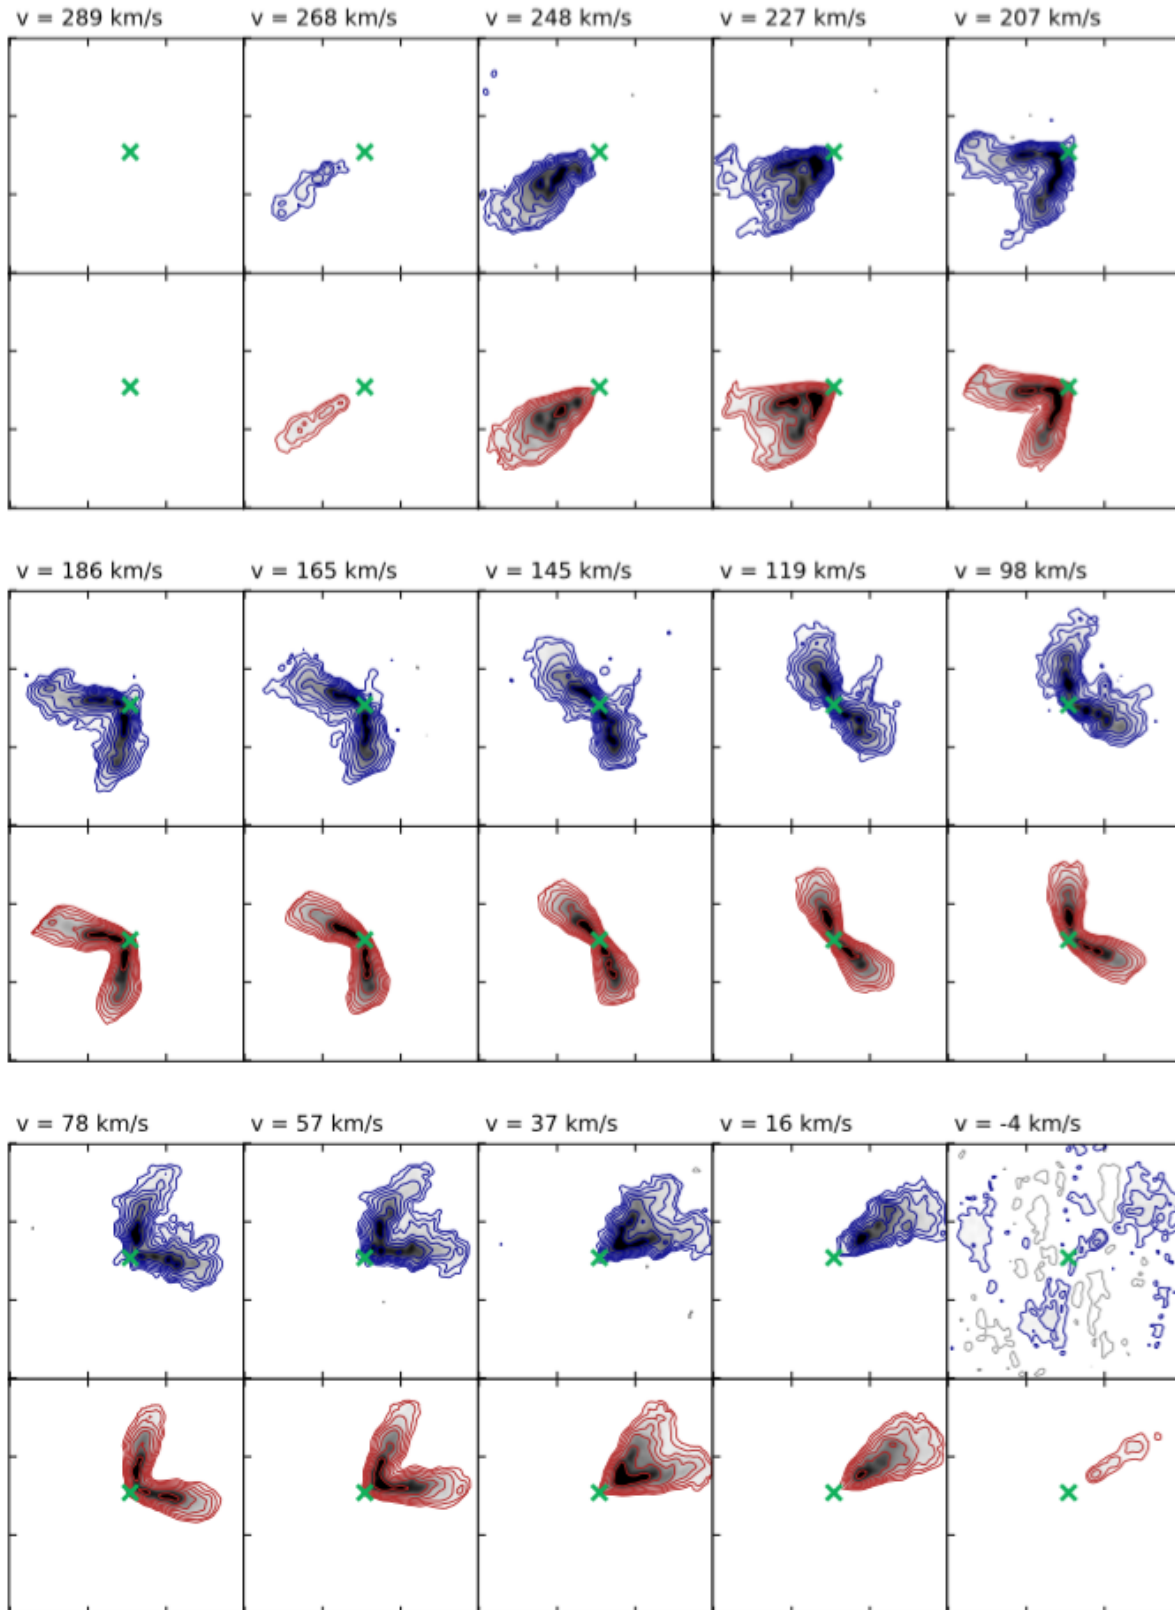 v = 289 km/s v = 268 km/s v = 248 km/s v = 227 km/s v = 207 km/s
v = 186 km/s v = 165 km/s v = 145 km/s v = 119 km/s v = 98 km/s
v = 78 km/s v = 57 km/s v = 37 km/s v = 16 km/s v = -4 km/s